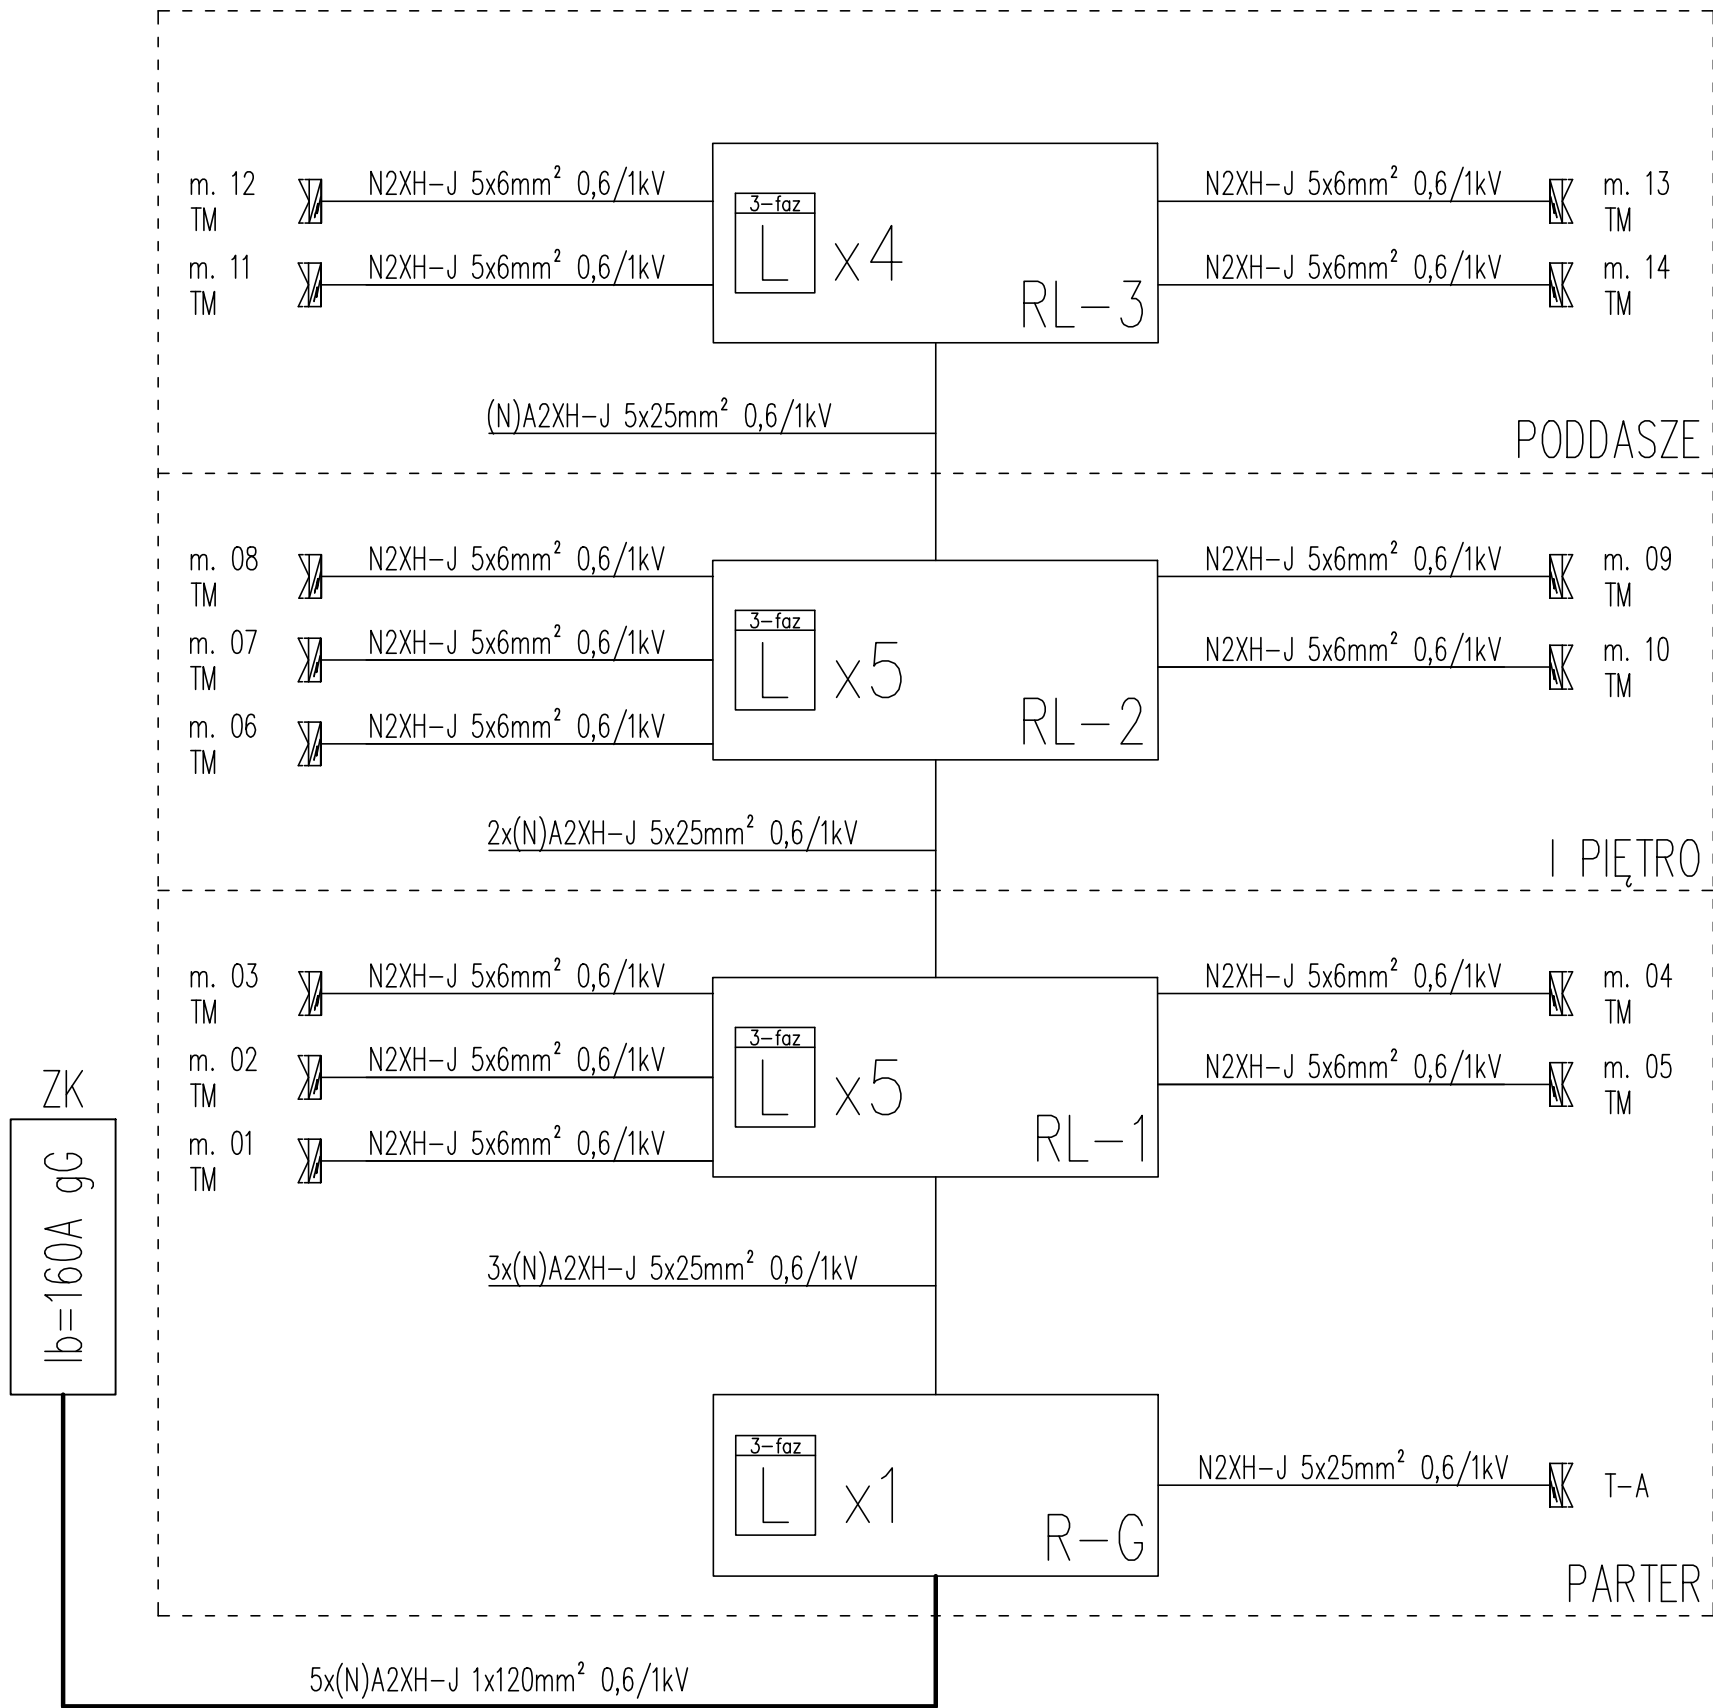 m. 12
TM
N2XH-J 5x6mm² 0,6/1kV
m. 11
TM
N2XH-J 5x6mm² 0,6/1kV
3-faz
L x4
RL-3
N2XH-J 5x6mm² 0,6/1kV
m. 13
TM
N2XH-J 5x6mm² 0,6/1kV
m. 14
TM
(N)A2XH-J 5x25mm² 0,6/1kV
PODDASZE
m. 08
TM
N2XH-J 5x6mm² 0,6/1kV
m. 07
TM
N2XH-J 5x6mm² 0,6/1kV
m. 06
TM
N2XH-J 5x6mm² 0,6/1kV
3-faz
L x5
RL-2
N2XH-J 5x6mm² 0,6/1kV
m. 09
TM
N2XH-J 5x6mm² 0,6/1kV
m. 10
TM
2x(N)A2XH-J 5x25mm² 0,6/1kV
I PIĘTRO
m. 03
TM
N2XH-J 5x6mm² 0,6/1kV
m. 02
TM
N2XH-J 5x6mm² 0,6/1kV
m. 01
TM
N2XH-J 5x6mm² 0,6/1kV
3-faz
L x5
RL-1
N2XH-J 5x6mm² 0,6/1kV
m. 04
TM
N2XH-J 5x6mm² 0,6/1kV
m. 05
TM
ZK
Ib=160A gG
3x(N)A2XH-J 5x25mm² 0,6/1kV
3-faz
L x1
R-G
N2XH-J 5x25mm² 0,6/1kV
T-A
PARTER
5x(N)A2XH-J 1x120mm² 0,6/1kV